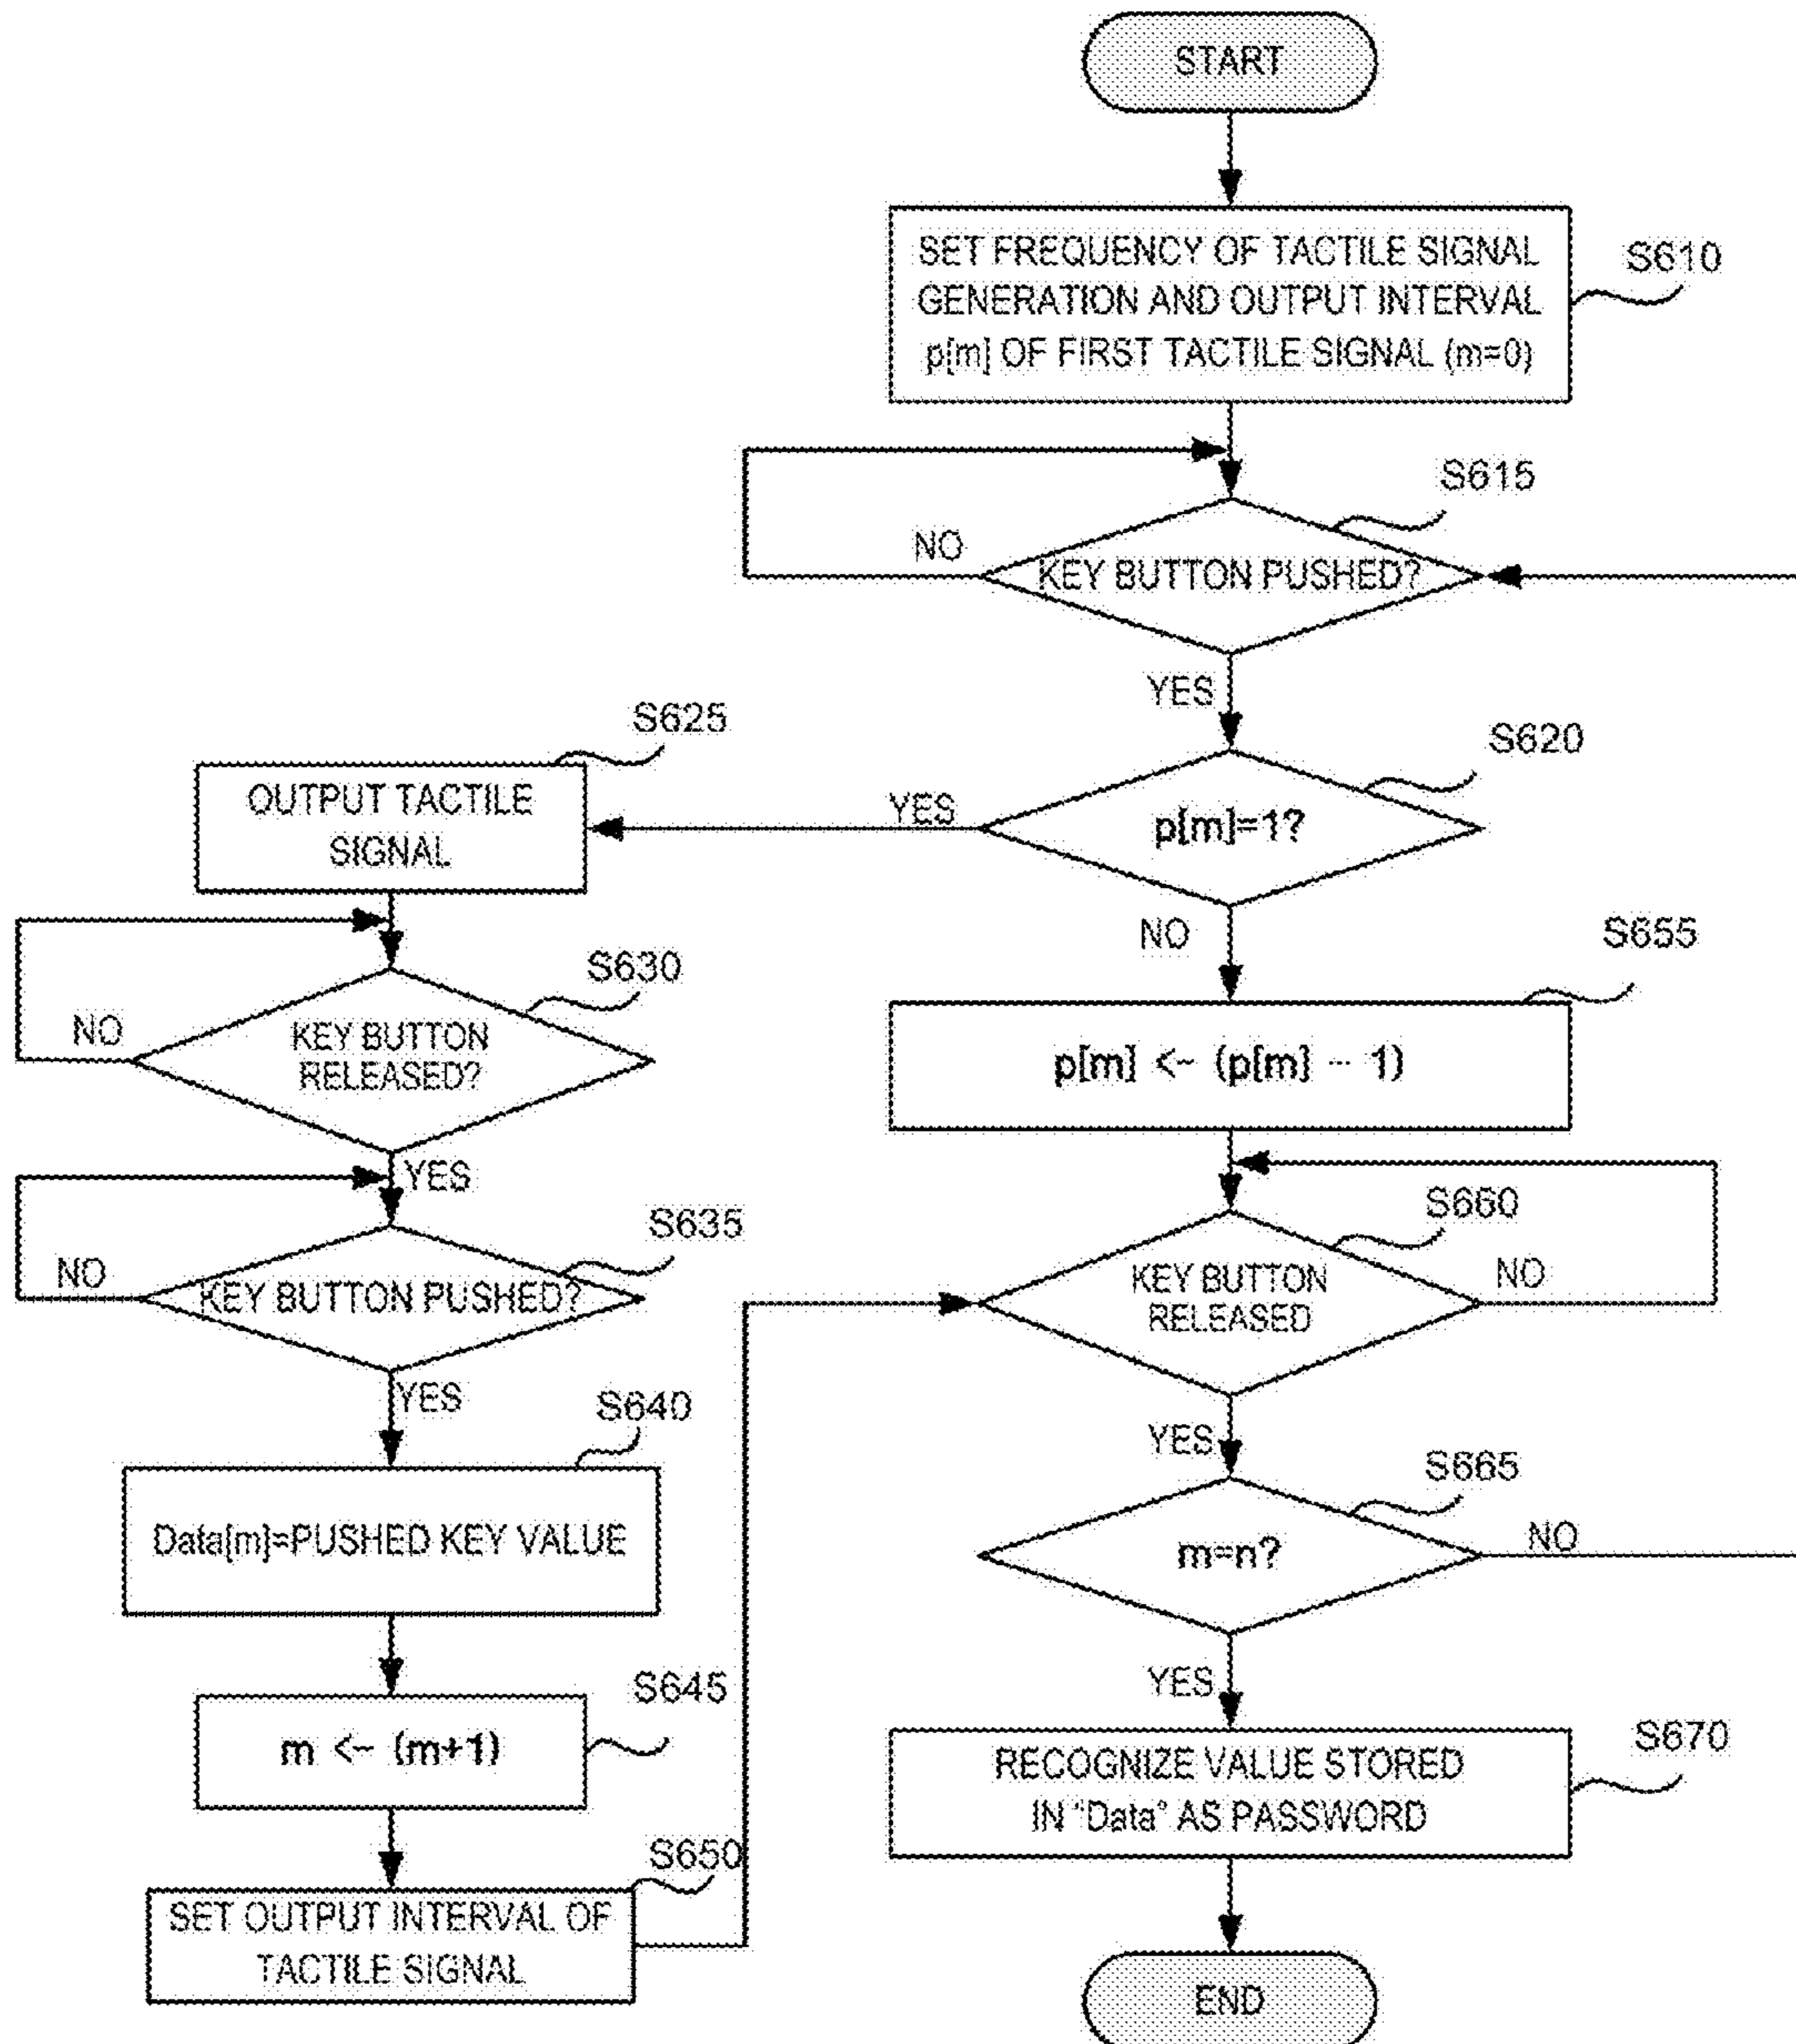 START
SET FREQUENCY OF TACTILE SIGNAL
GENERATION AND OUTPUT INTERVAL
p[m] OF FIRST TACTILE SIGNAL (m=0)
S610
S615
NO
KEY BUTTON PUSHED?
YES
S625
S620
OUTPUT TACTILE
SIGNAL
YES
p[m]=1?
NO
S655
S630
NO
KEY BUTTON
RELEASED?
p[m] <- (p[m] - 1)
YES
S635
S660
NO
KEY BUTTON PUSHED?
KEY BUTTON
RELEASED
NO
YES
S640
YES
S665
Data[m]=PUSHED KEY VALUE
m=n?
NO
S645
YES
m <- (m+1)
S670
RECOGNIZE VALUE STORED
IN "Data" AS PASSWORD
S650
SET OUTPUT INTERVAL OF
TACTILE SIGNAL
END